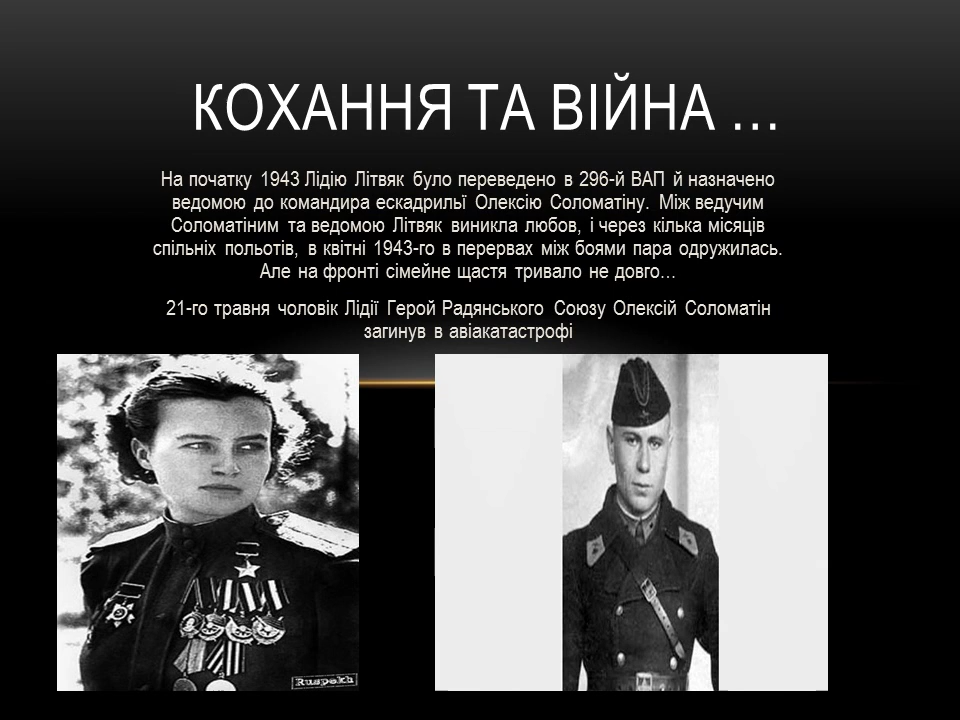 КОХАННЯ ТА ВІЙНА …
На початку 1943 Лідію Літвяк було переведено в 296-й ВАП й назначено
ведомою до командира ескадрильї Олексію Соломатіну. Між ведучим
Соломатіним та ведомою Літвяк виникла любов, і через кілька місяців
спільніх польотів, в квітні 1943-го в перервах між боями пара одружилась.
Але на фронті сімейне щастя тривало не довго…
21-го травня чоловік Лідії Герой Радянського Союзу Олексій Соломатін
загинув в авіакатастрофі
Ruspekh